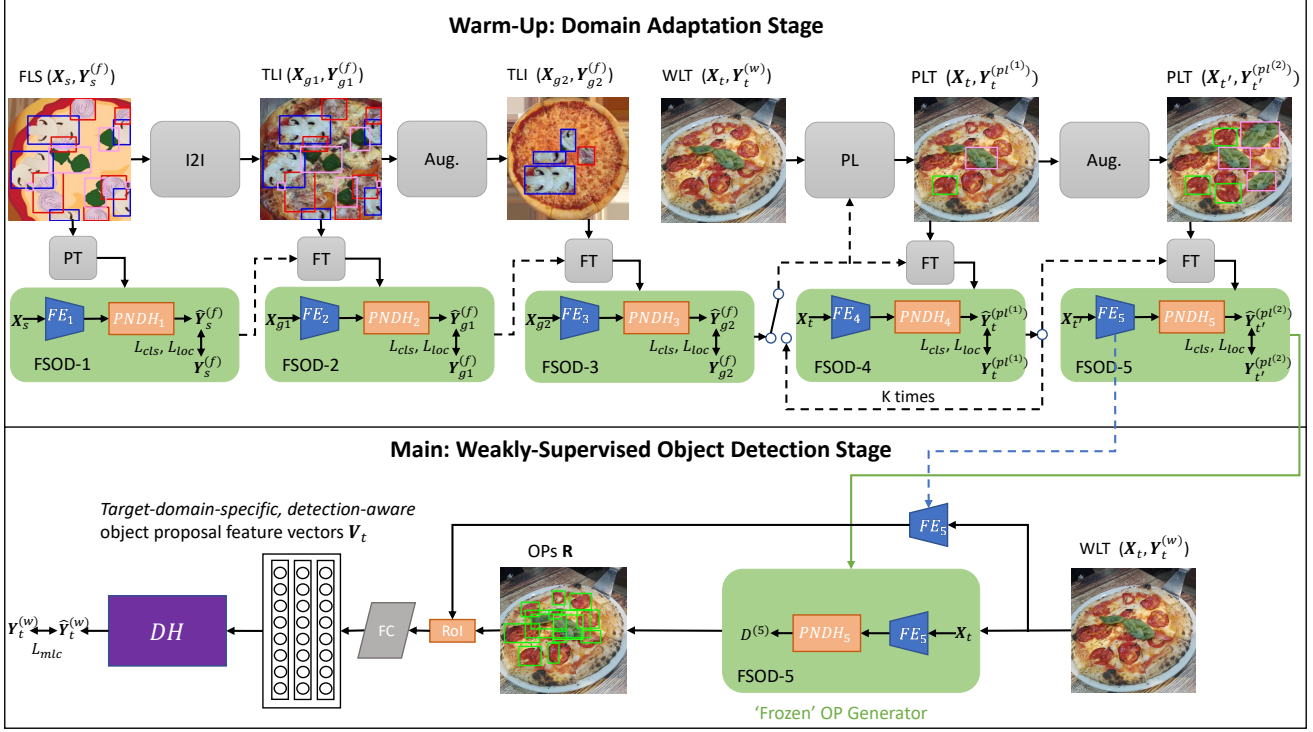 Warm-Up: Domain Adaptation Stage
FLS (X_s, Y_s^(f))
TLI (X_g1, Y_g1^(f))
TLI (X_g2, Y_g2^(f))
WLT (X_t, Y_t^(w))
PLT (X_t, Y_t^(pl^(1)))
PLT (X_t', Y_t'^(pl^(2)))
I2I
Aug.
PL
Aug.
PT
FT
FT
FT
FT
X_s FE_1 PNDH_1 Ŷ_s^(f)
L_cls, L_loc
Y_s^(f)
FSOD-1
X_g1 FE_2 PNDH_2 Ŷ_g1^(f)
L_cls, L_loc
Y_g1^(f)
FSOD-2
X_g2 FE_3 PNDH_3 Ŷ_g2^(f)
L_cls, L_loc
Y_g2^(f)
FSOD-3
X_t FE_4 PNDH_4 Ŷ_t^(pl^(1))
L_cls, L_loc
Y_t^(pl^(1))
FSOD-4
X_t' FE_5 PNDH_5 Ŷ_t'^(pl^(2))
L_cls, L_loc
Y_t'^(pl^(2))
FSOD-5
K times
Main: Weakly-Supervised Object Detection Stage
Target-domain-specific, detection-aware
object proposal feature vectors V_t
OPs R
FE_5
WLT (X_t, Y_t^(w))
Y_t^(w) Ŷ_t^(w)
L_mlc
DH
FC
RoI
D^(5)
PNDH_5
FE_5
X_t
FSOD-5
'Frozen' OP Generator